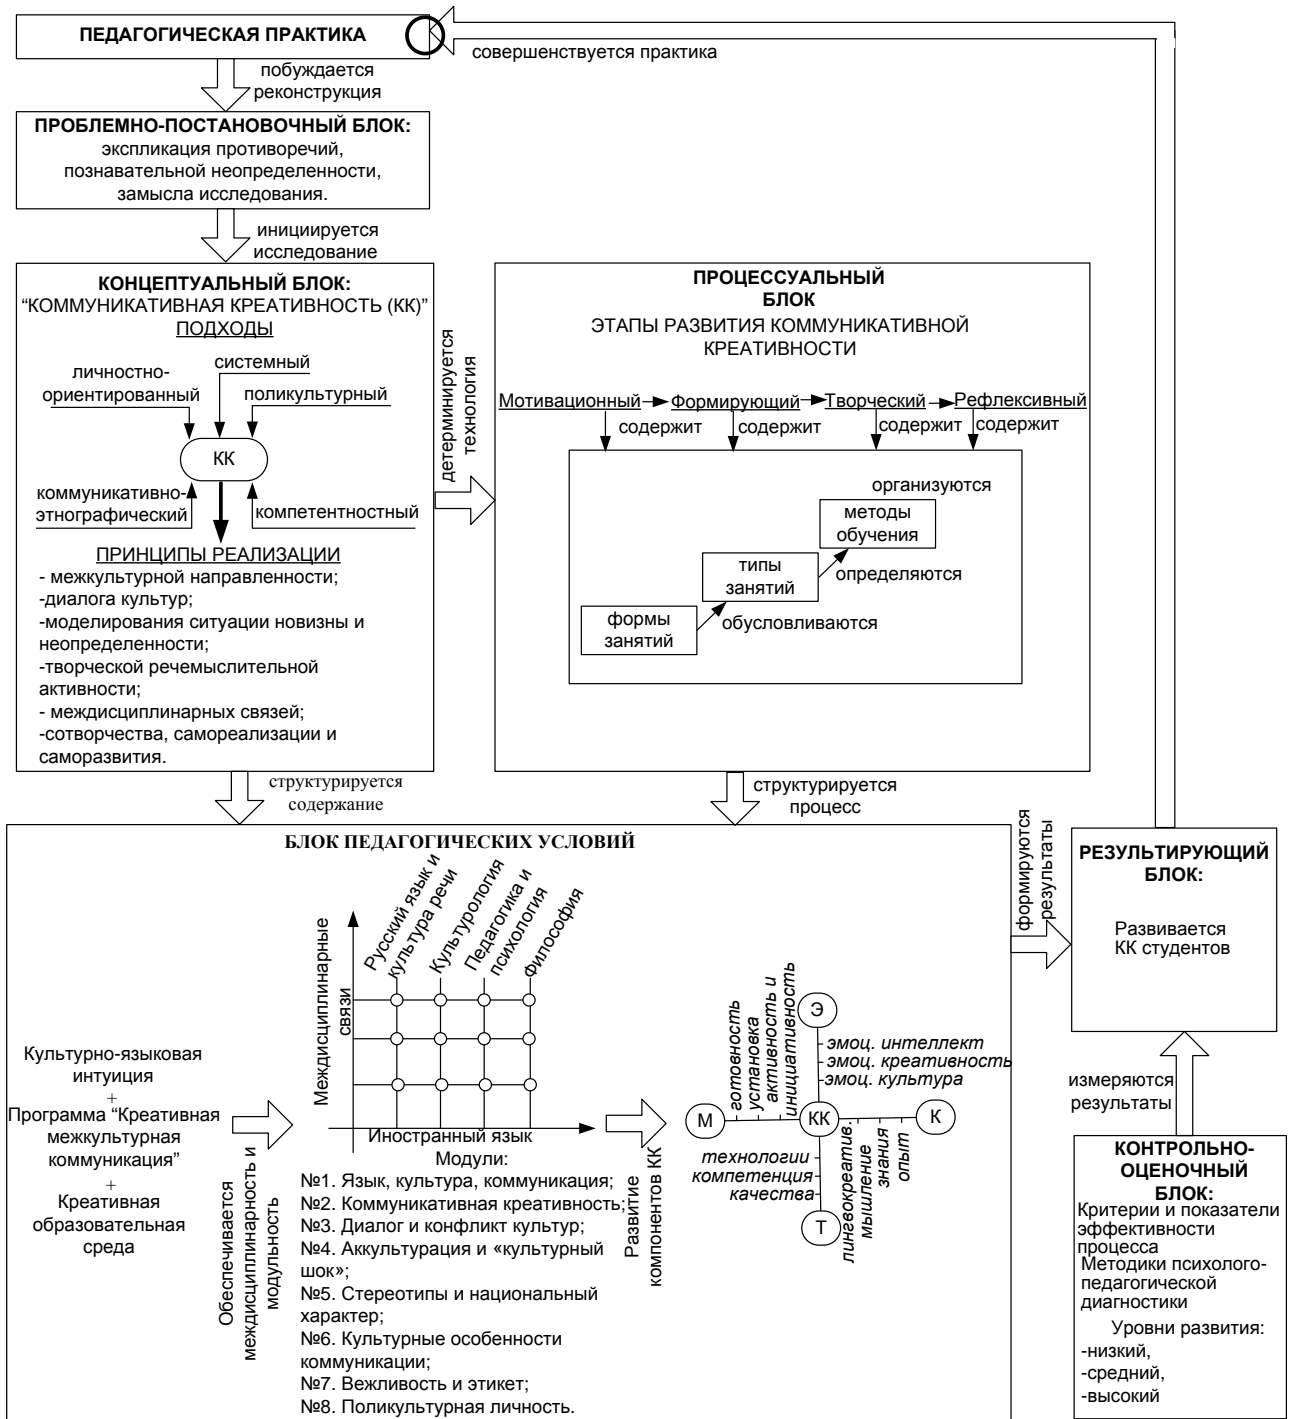 ПЕДАГОГИЧЕСКАЯ ПРАКТИКА
совершенствуется практика
побуждается
реконструкция
ПРОБЛЕМНО-ПОСТАНОВОЧНЫЙ БЛОК:
экспликация противоречий,
познавательной неопределенности,
замысла исследования.
инициируется
исследование
КОНЦЕПТУАЛЬНЫЙ БЛОК:
“КОММУНИКАТИВНАЯ КРЕАТИВНОСТЬ (КК)”
ПОДХОДЫ
системный
личностно-
ориентированный
поликультурный
КК
коммуникативно-
этнографический
компетентностный
ПРИНЦИПЫ РЕАЛИЗАЦИИ
- межкультурной направленности;
-диалога культур;
-моделирования ситуации новизны и
неопределенности;
-творческой речемыслительной
активности;
- междисциплинарных связей;
-сотворчества, самореализации и
саморазвития.
детерминируется
технология
ПРОЦЕССУАЛЬНЫЙ
БЛОК
ЭТАПЫ РАЗВИТИЯ КОММУНИКАТИВНОЙ
КРЕАТИВНОСТИ
Мотивационный Формирующий Творческий Рефлексивный
содержит содержит содержит содержит
организуются
методы
обучения
типы
занятий
определяются
формы
занятий
обусловливаются
структурируется
содержание
структурируется
процесс
БЛОК ПЕДАГОГИЧЕСКИХ УСЛОВИЙ
Культурно-языковая
интуиция
+
Программа “Креативная
межкультурная
коммуникация”
+
Креативная
образовательная
среда
Обеспечивается
междисциплинарность и
модульность
Междисциплинарные
связи
Русский язык и
культура речи
Культурология
Педагогика и
психология
Философия
Иностранный язык
Модули:
№1. Язык, культура, коммуникация;
№2. Коммуникативная креативность;
№3. Диалог и конфликт культур;
№4. Аккультурация и «культурный
шок»;
№5. Стереотипы и национальный
характер;
№6. Культурные особенности
коммуникации;
№7. Вежливость и этикет;
№8. Поликультурная личность.
Развитие
компонентов КК
Э
эмоц. интеллект
эмоц. креативность
эмоц. культура
готовность
установка
активность и
инициативность
М
КК
К
технологии
компетенция
качества
лингвокреатив.
мышление
знания
опыт
Т
формируются
результаты
РЕЗУЛЬТИРУЮЩИЙ
БЛОК:
Развивается
КК студентов
измеряются
результаты
КОНТРОЛЬНО-
ОЦЕНОЧНЫЙ
БЛОК:
Критерии и показатели
эффективности
процесса
Методики психолого-
педагогической
диагностики
Уровни развития:
-низкий,
-средний,
-высокий